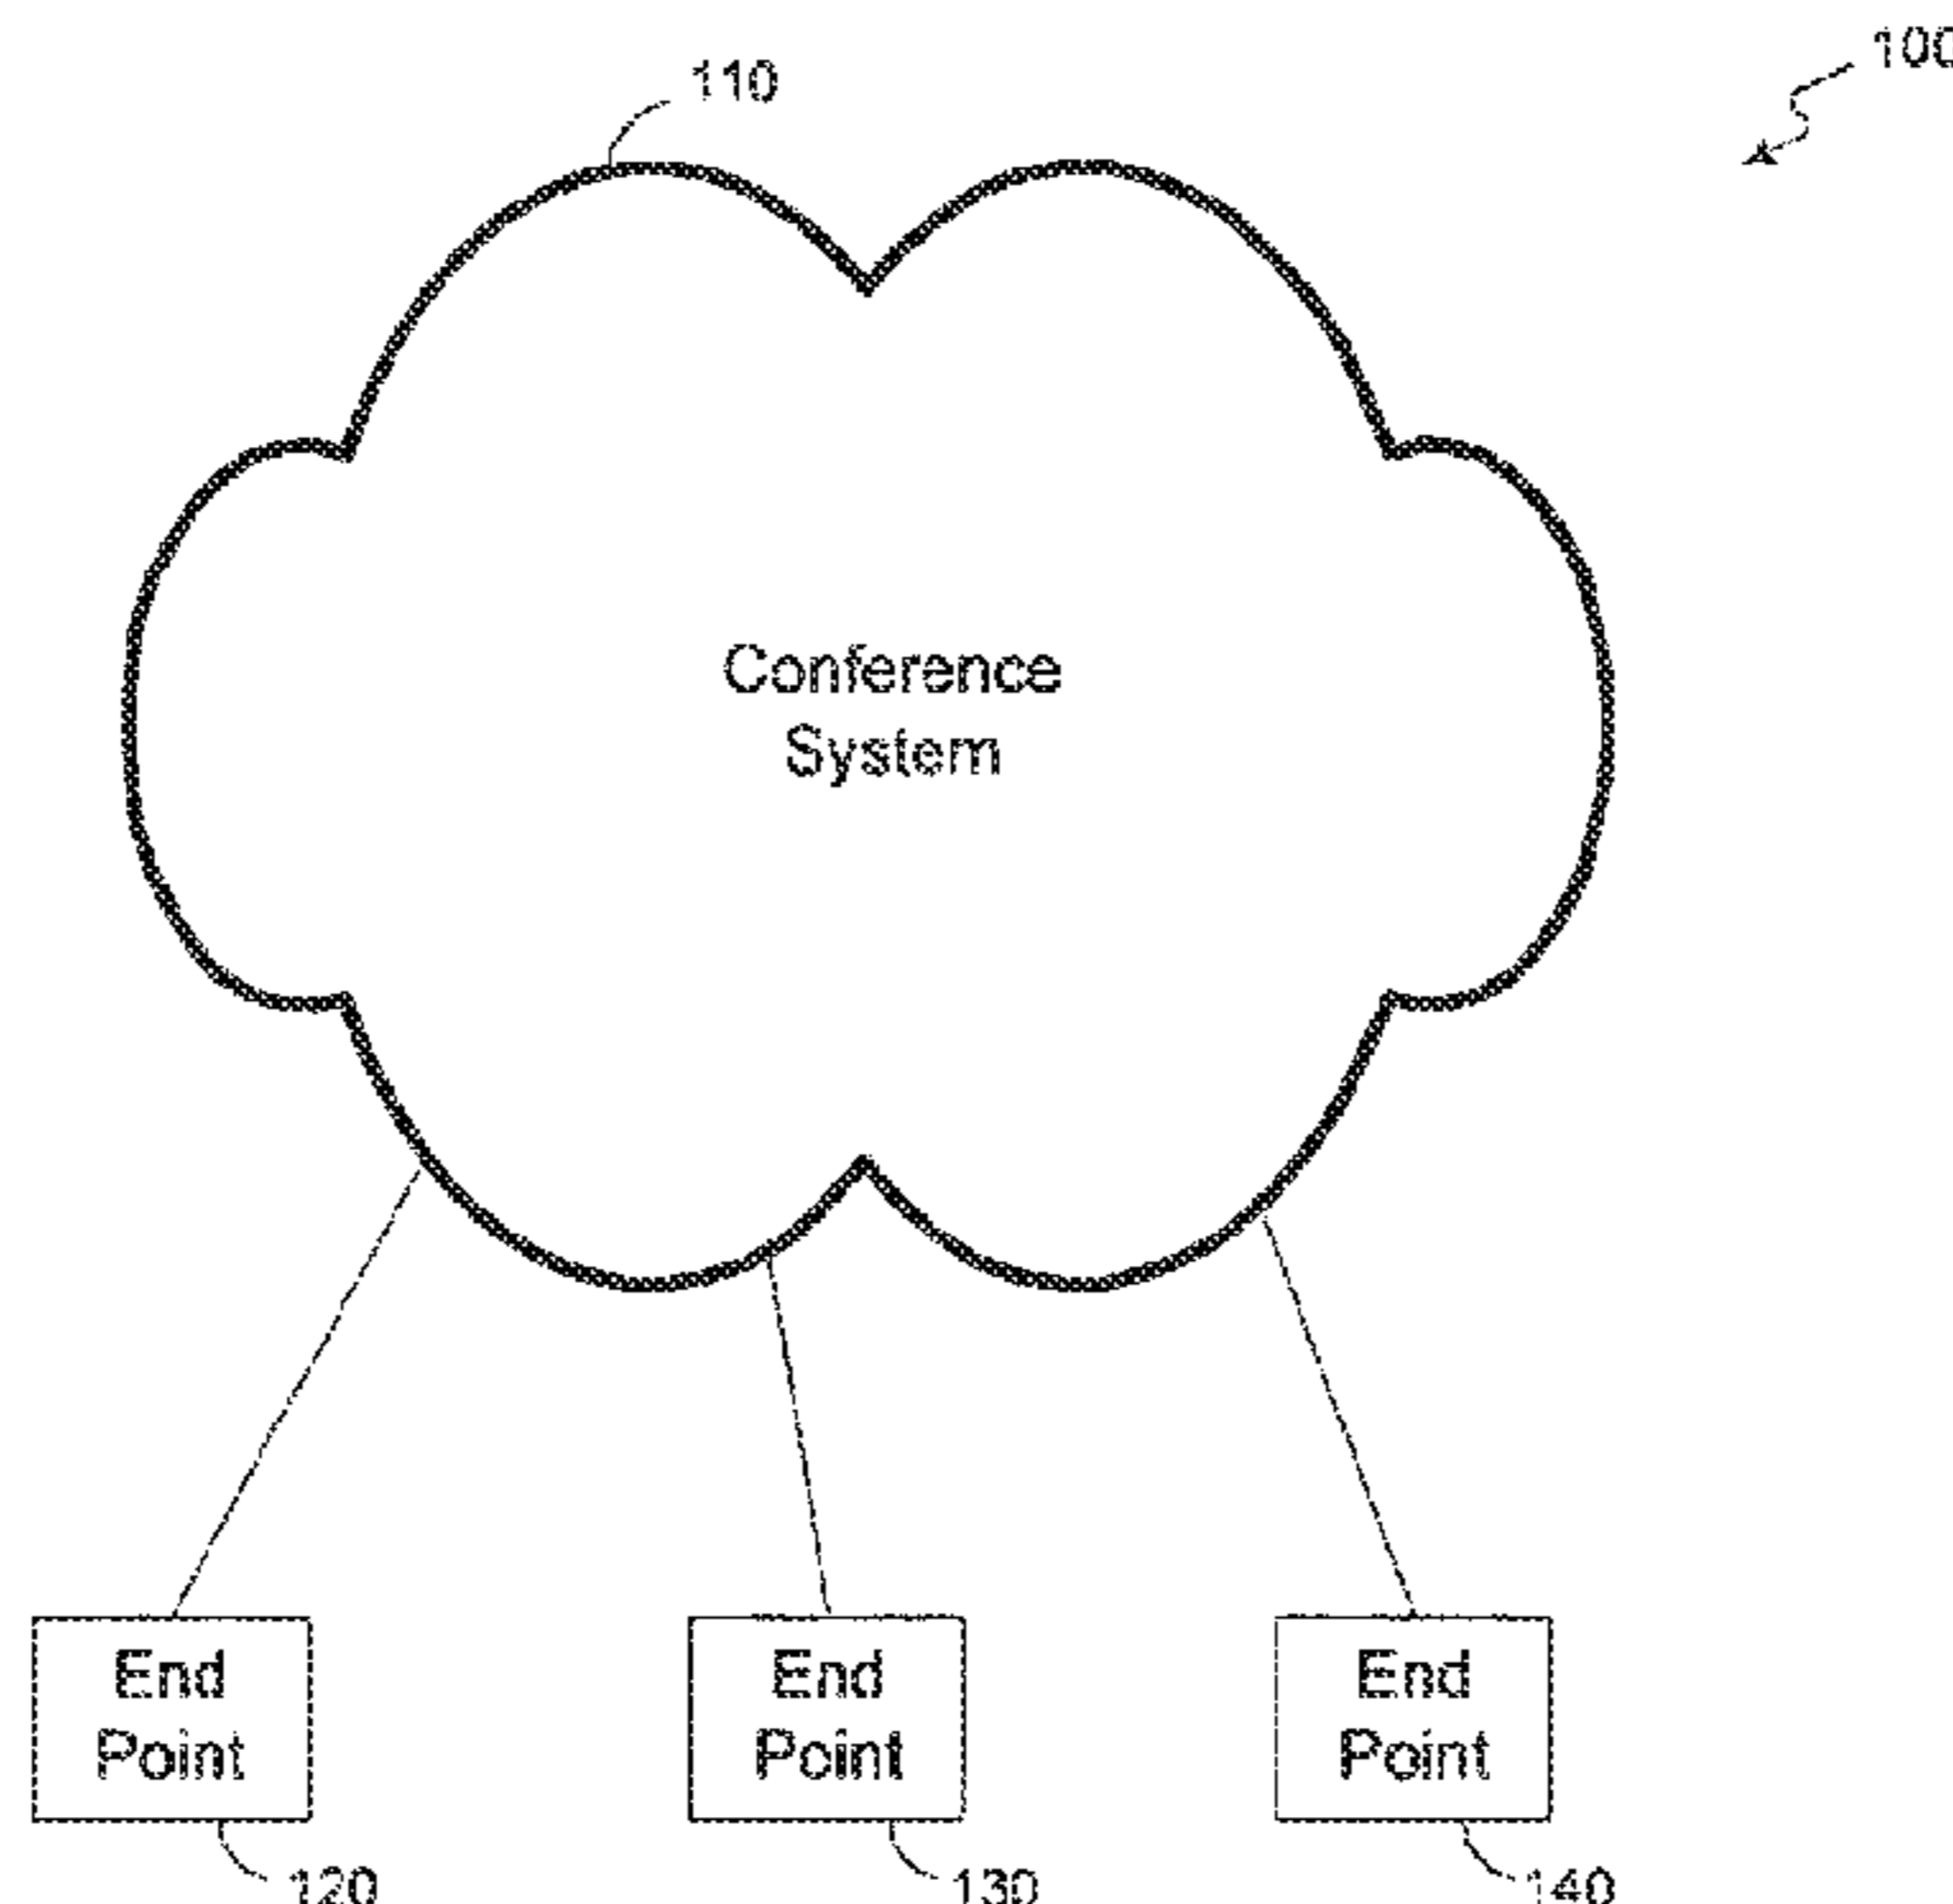 100
110
Conference
System
End
Point
End
Point
End
Point
120
130
140